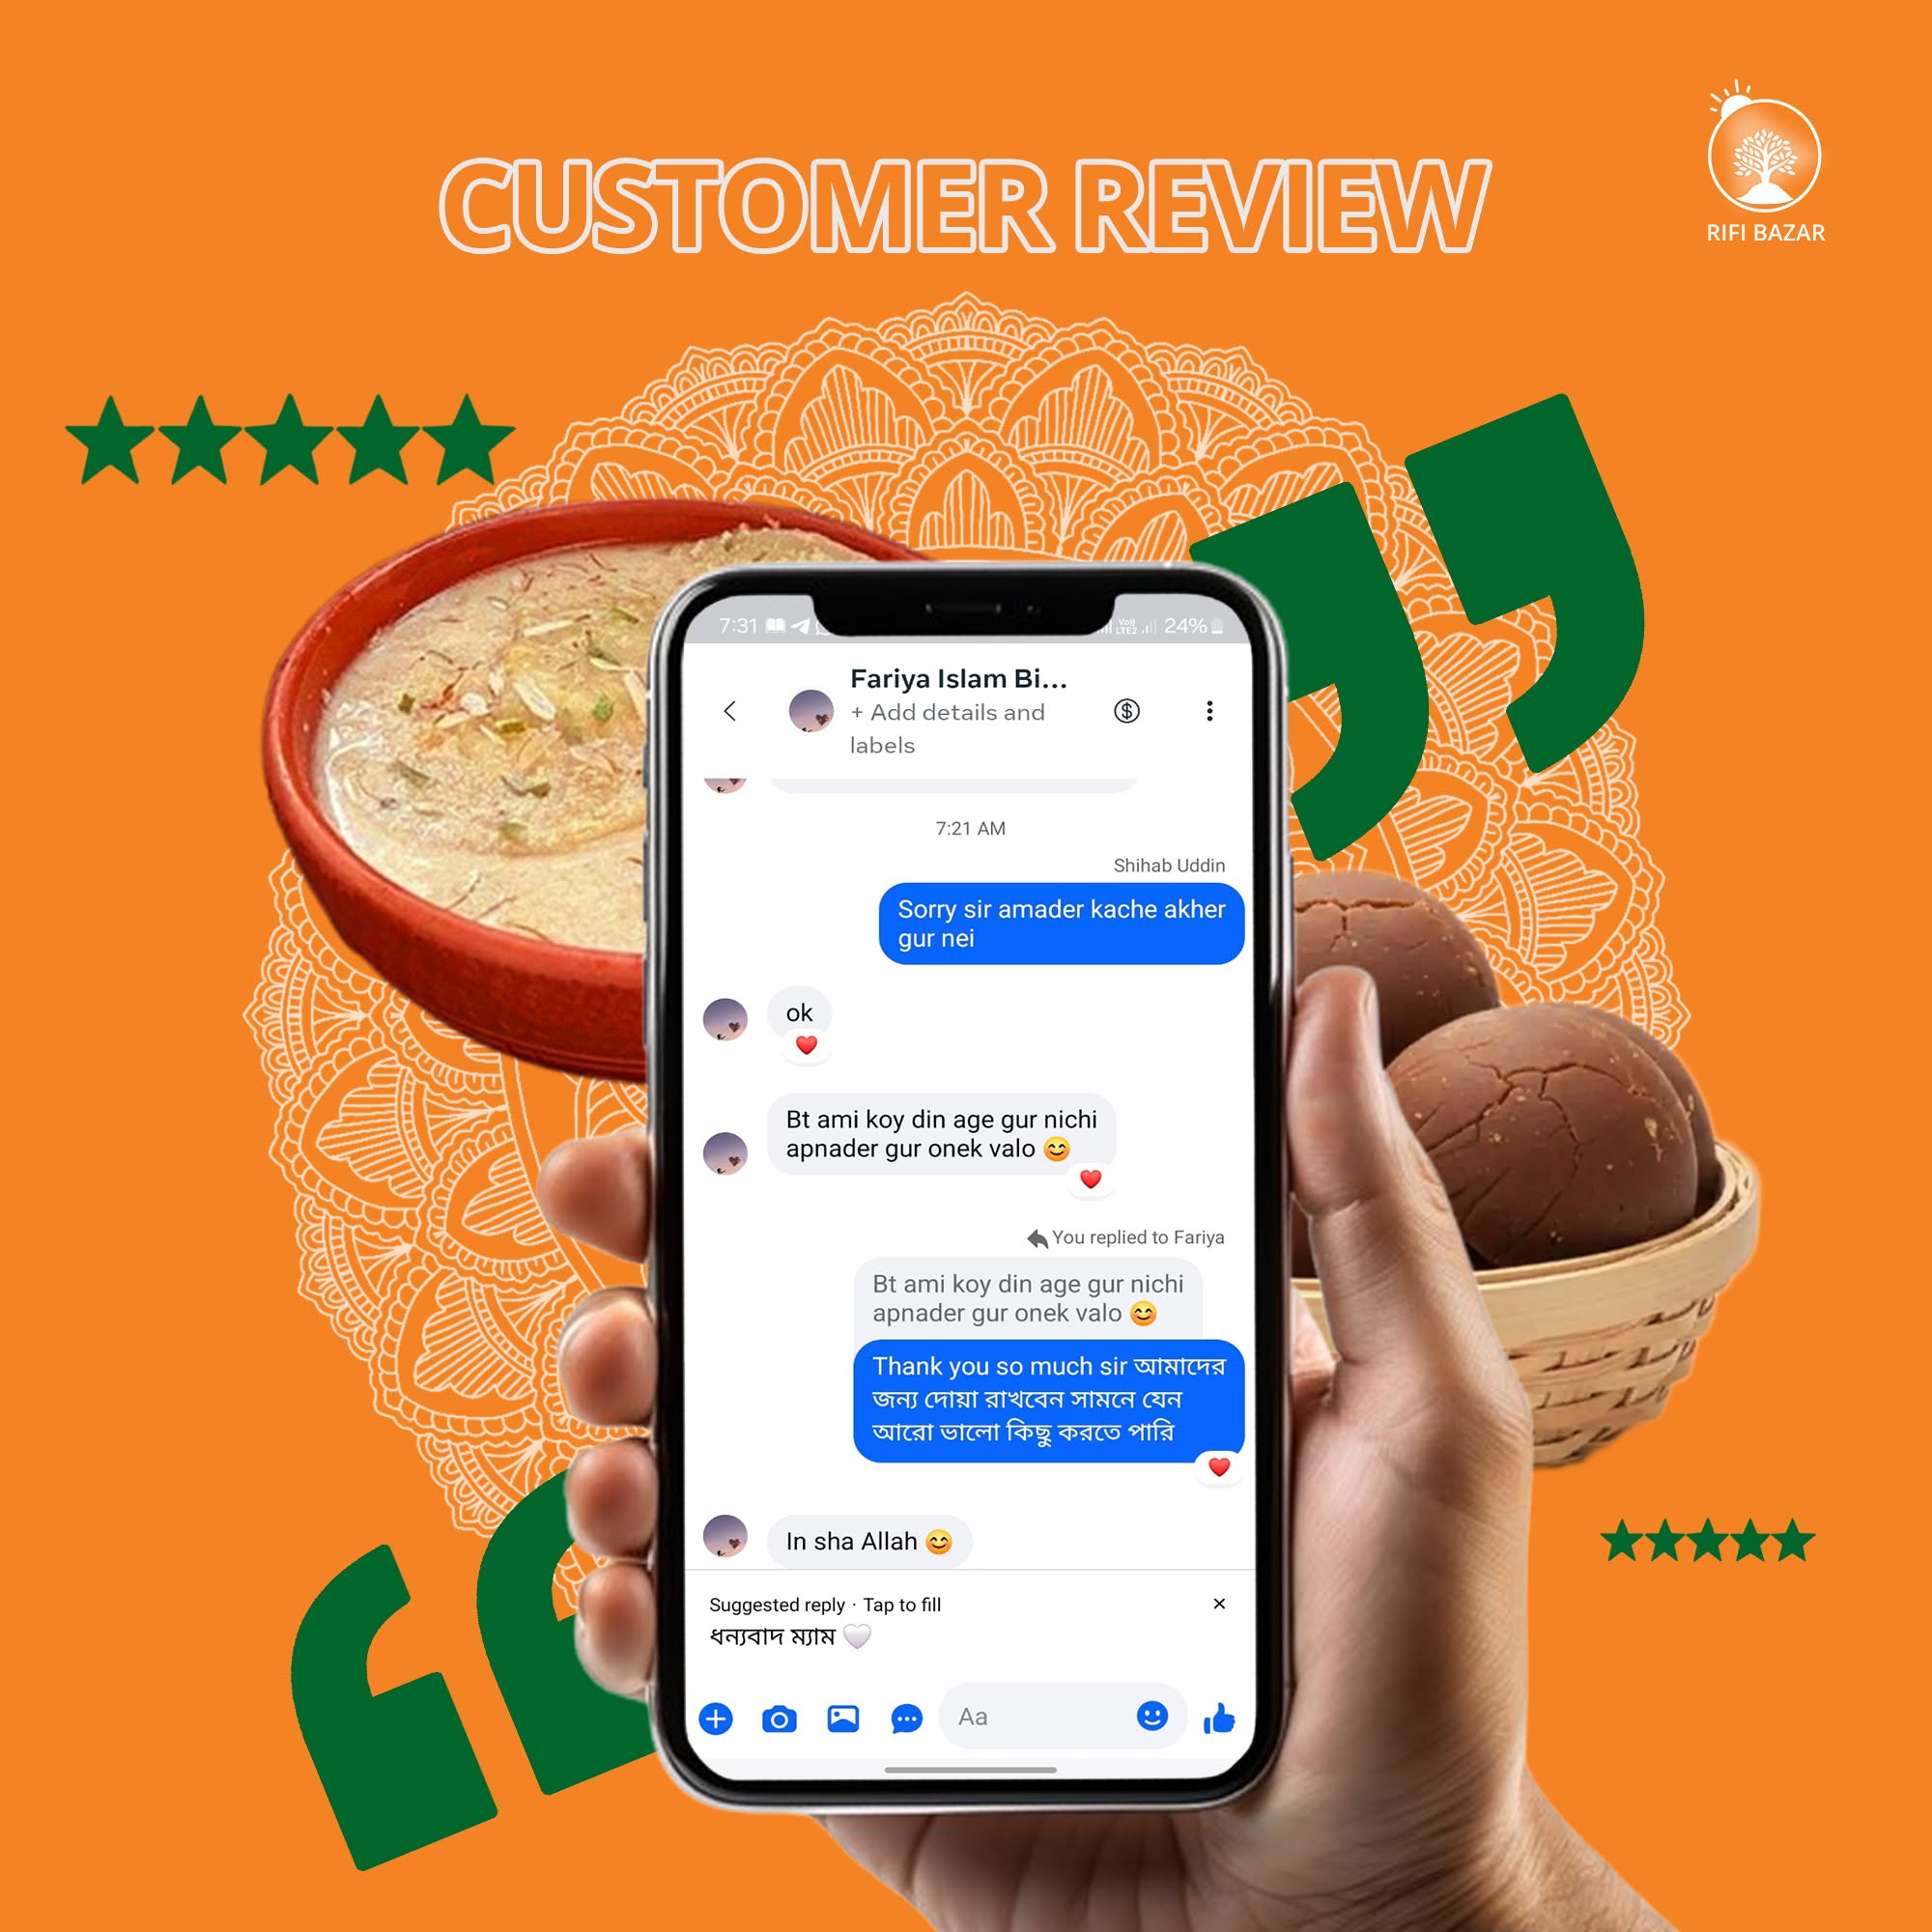 CUSTOMER REVIEW
RIFI BAZAR
7:31
Voj
LTE2
24%
Fariya Islam Bi...
+ Add details and
labels
7:21 AM
Shihab Uddin
Sorry sir amader kache akher
gur nei
ok
Bt ami koy din age gur nichi
apnader gur onek valo 😊
You replied to Fariya
Bt ami koy din age gur nichi
apnader gur onek valo 😊
Thank you so much sir আমাদের
জন্য দোয়া রাখবেন সামনে যেন
আরো ভালো কিছু করতে পারি
In sha Allah 😊
Suggested reply · Tap to fill
ধন্যবাদ ম্যাম 🤍
Aa